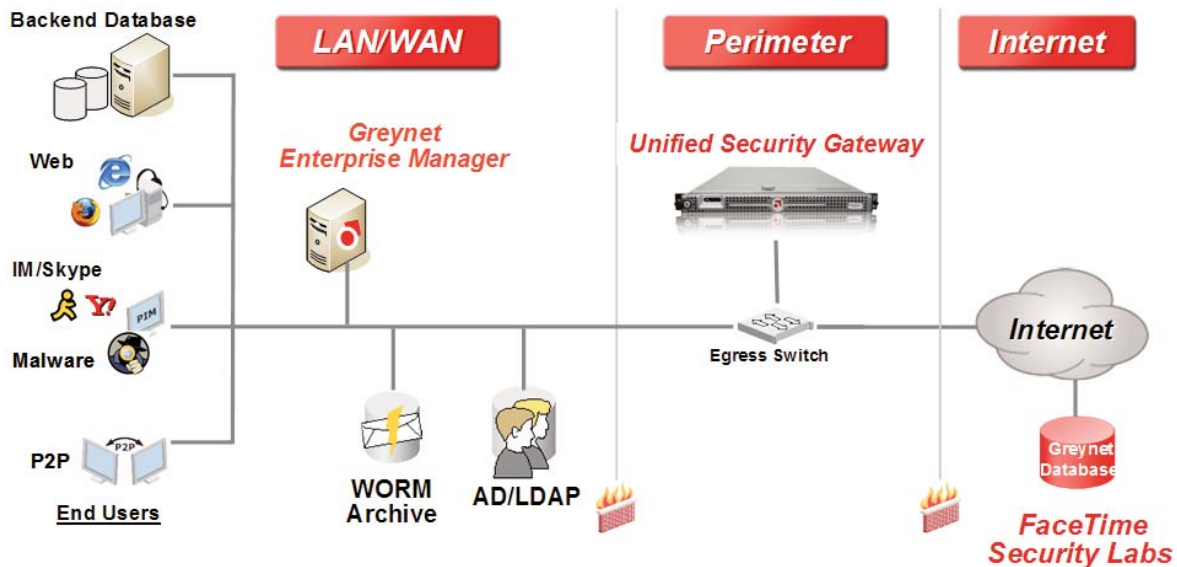 Backend Database
LAN/WAN
Perimeter
Internet
Greynet
Enterprise Manager
Unified Security Gateway
Web
IM/Skype
Y!
PIM
Malware
Egress Switch
Internet
P2P
P2P
End Users
WORM
Archive
AD/LDAP
Greynet
Database
FaceTime
Security Labs